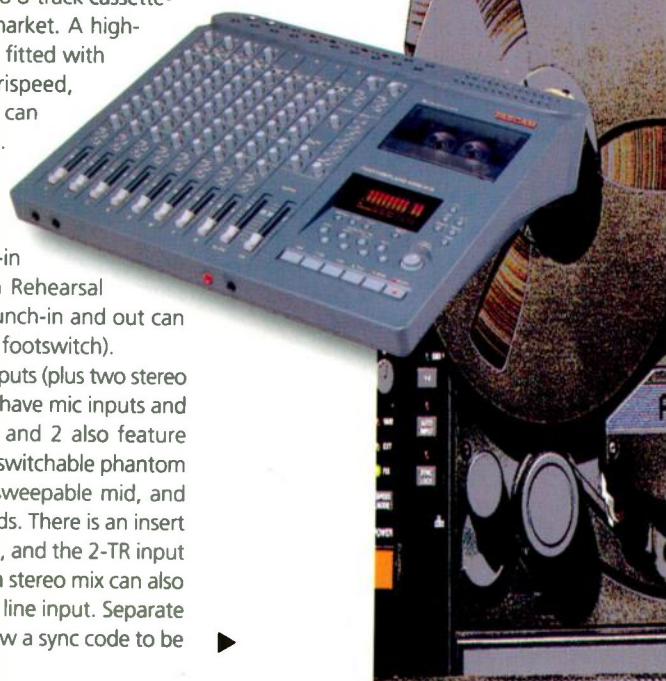 8-track cassette-
market. A high-
fitted with
rispeed,
can
.
-in
Rehearsal
unch-in and out can
footswitch).
puts (plus two stereo
have mic inputs and
and 2 also feature
switchable phantom
sweepable mid, and
ds. There is an insert
, and the 2-TR input
a stereo mix can also
line input. Separate
w a sync code to be
TASCAM